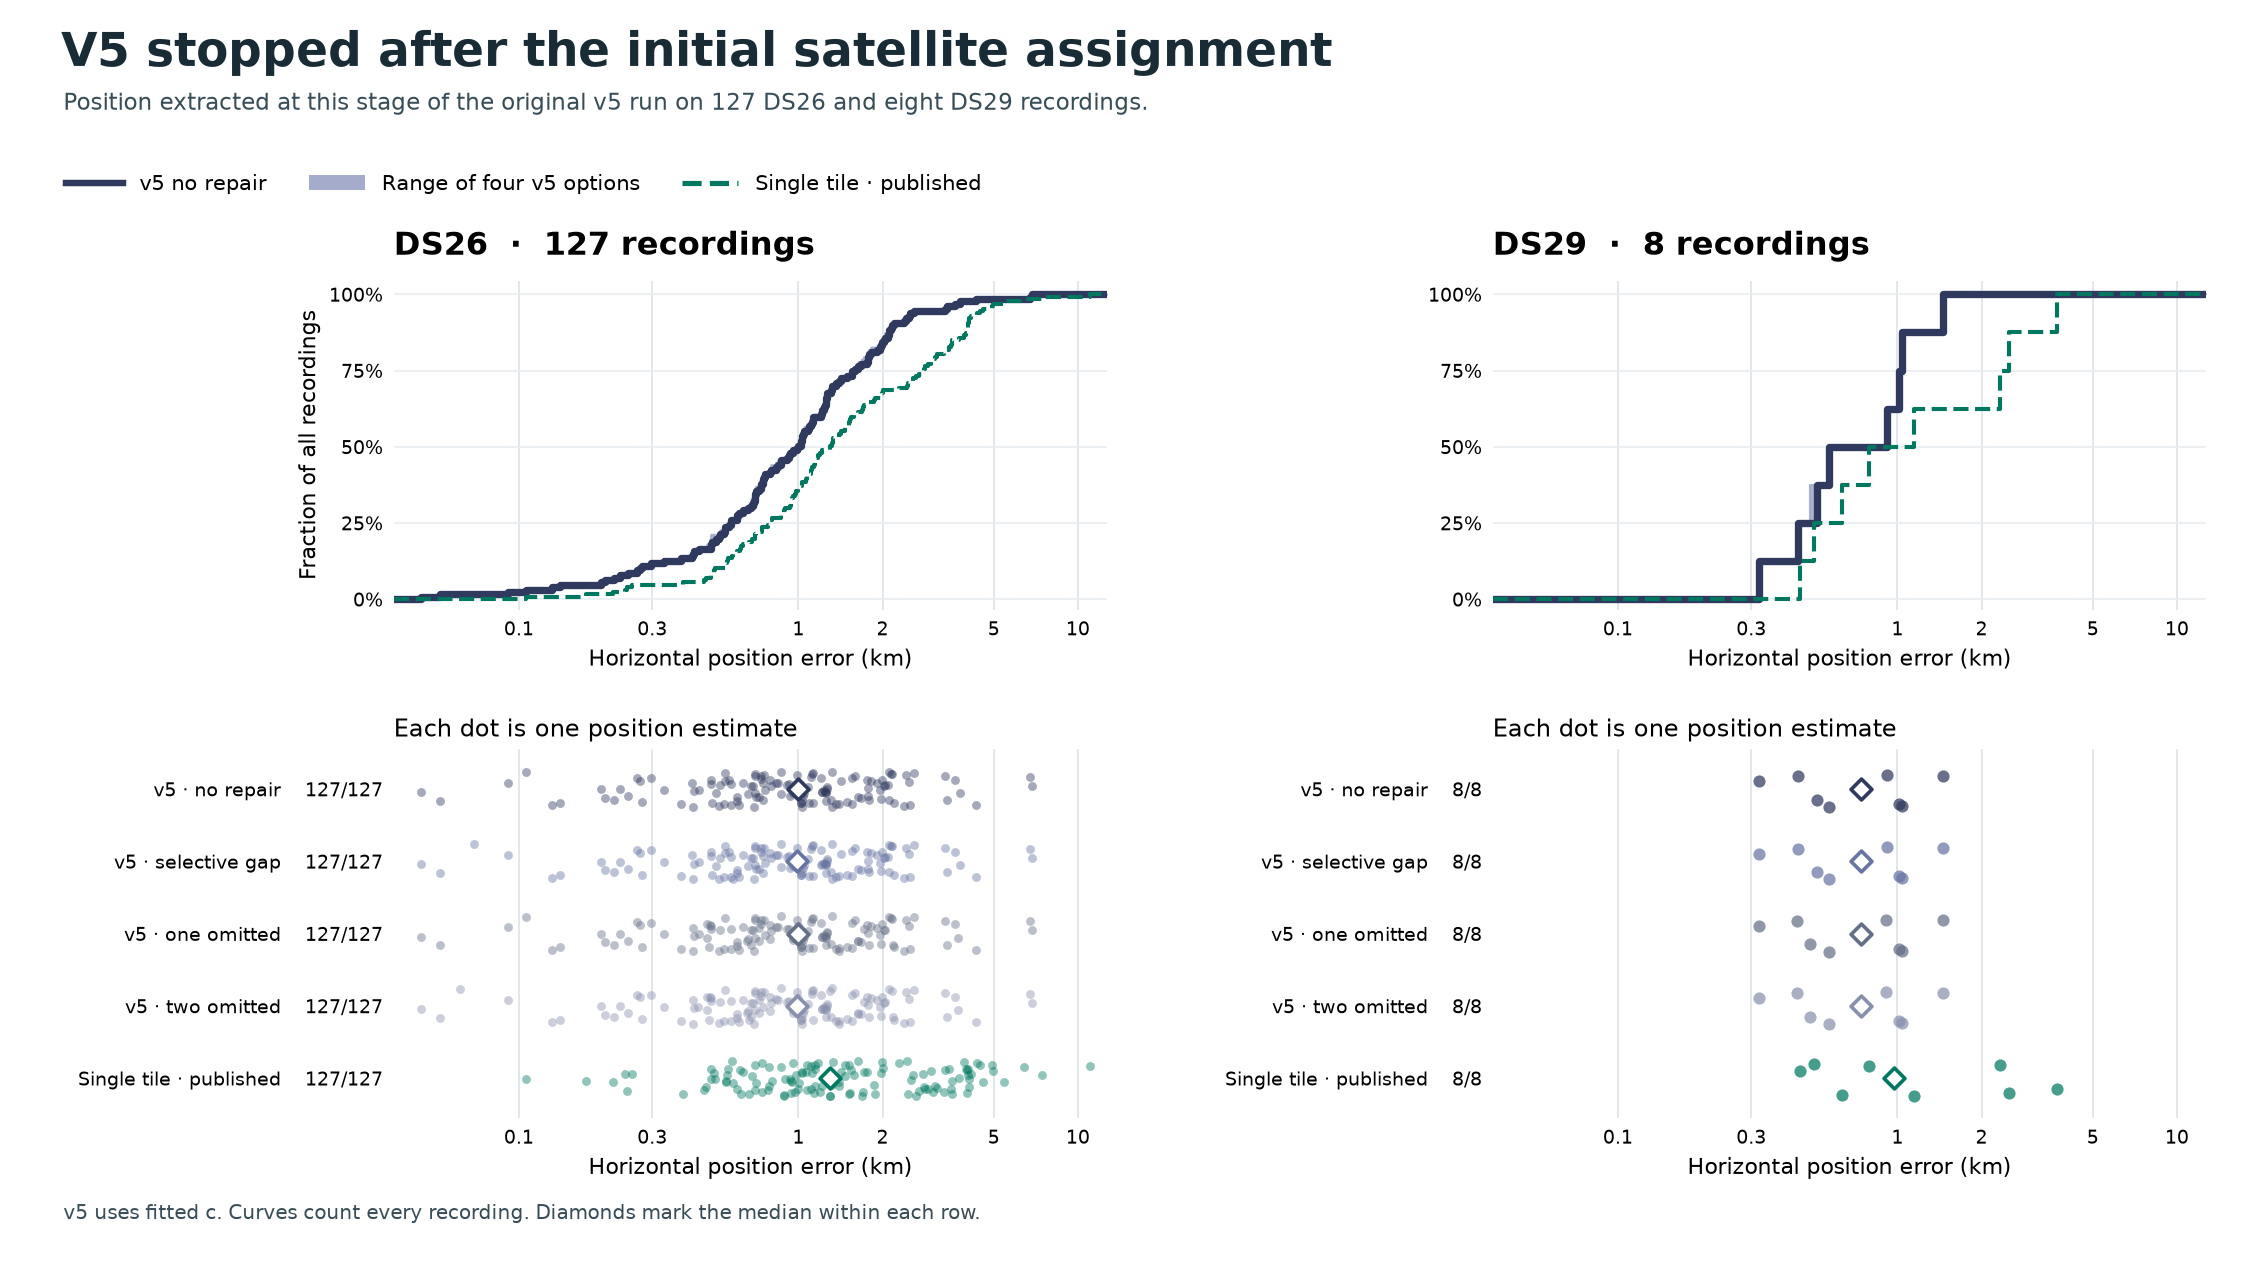 V5 stopped after the initial satellite assignment
Position extracted at this stage of the original v5 run on 127 DS26 and eight DS29 recordings.
v5 no repair
Range of four v5 options
Single tile · published
DS26 · 127 recordings
Fraction of all recordings
100%
75%
50%
25%
0%
0.1 0.3 1 2 5 10
Horizontal position error (km)
DS29 · 8 recordings
100%
75%
50%
25%
0%
0.1 0.3 1 2 5 10
Horizontal position error (km)
Each dot is one position estimate
v5 · no repair 127/127
v5 · selective gap 127/127
v5 · one omitted 127/127
v5 · two omitted 127/127
Single tile · published 127/127
0.1 0.3 1 2 5 10
Horizontal position error (km)
Each dot is one position estimate
v5 · no repair 8/8
v5 · selective gap 8/8
v5 · one omitted 8/8
v5 · two omitted 8/8
Single tile · published 8/8
0.1 0.3 1 2 5 10
Horizontal position error (km)
v5 uses fitted c. Curves count every recording. Diamonds mark the median within each row.